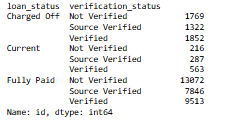 loan_status  verification_status
Charged Off  Not Verified            1769
             Source Verified         1322
             Verified                1852
Current      Not Verified             216
             Source Verified          287
             Verified                 563
Fully Paid   Not Verified           13072
             Source Verified         7846
             Verified                9513
Name: id, dtype: int64